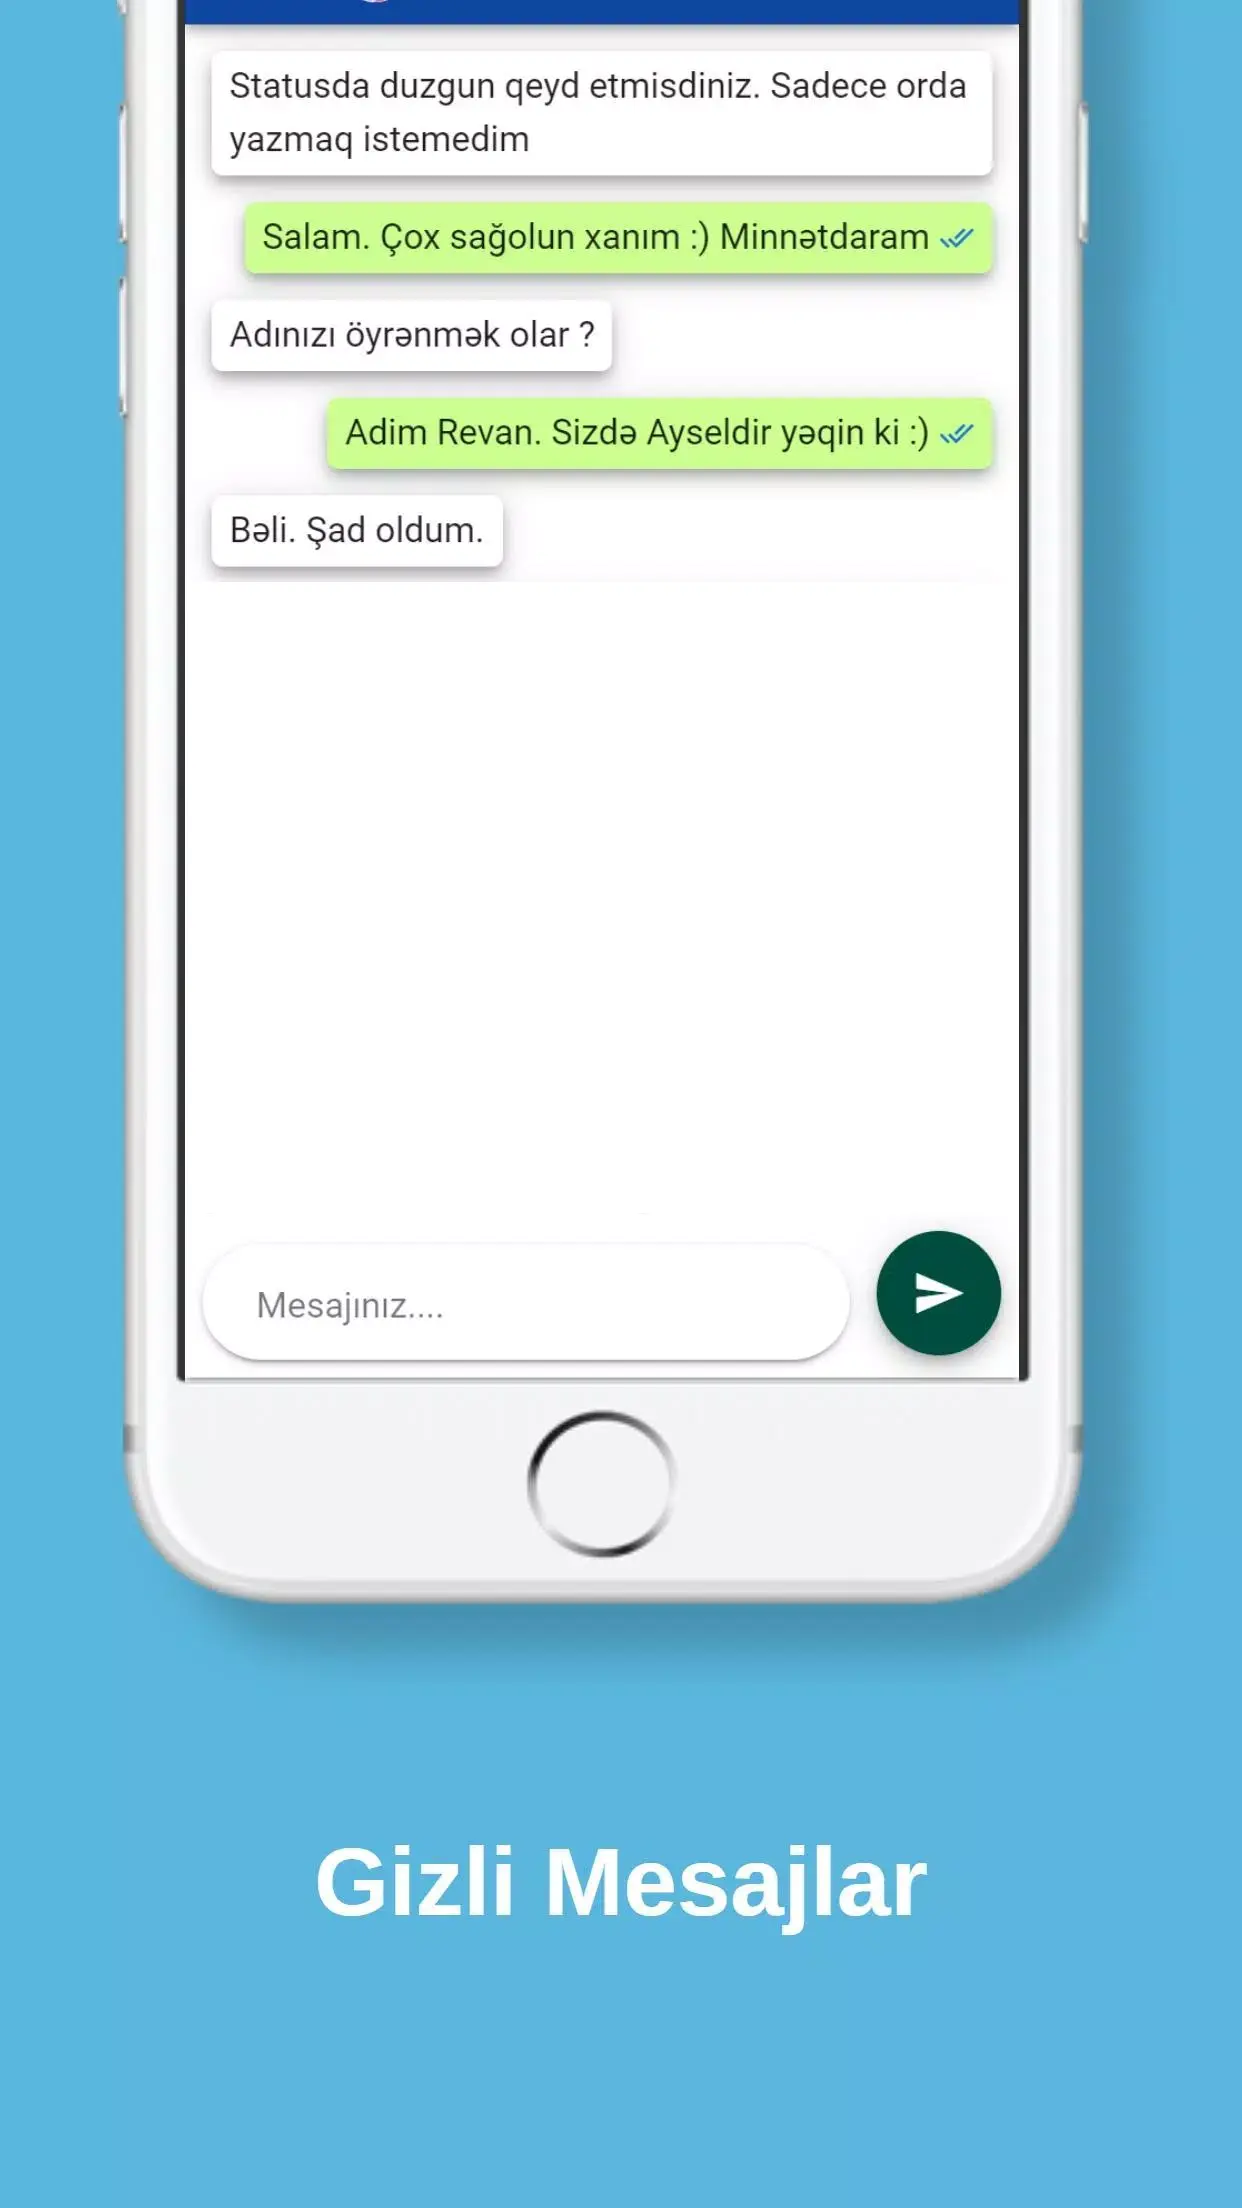 Statusda duzgun qeyd etmisdiniz. Sadece orda
yazmaq istemedim
Salam. Çox sağolun xanım :) Minnətdaram
Adınızı öyrənmək olar ?
Adim Revan. Sizdə Ayseldir yəqin ki :)
Bəli. Şad oldum.
Mesajınız....
Gizli Mesajlar